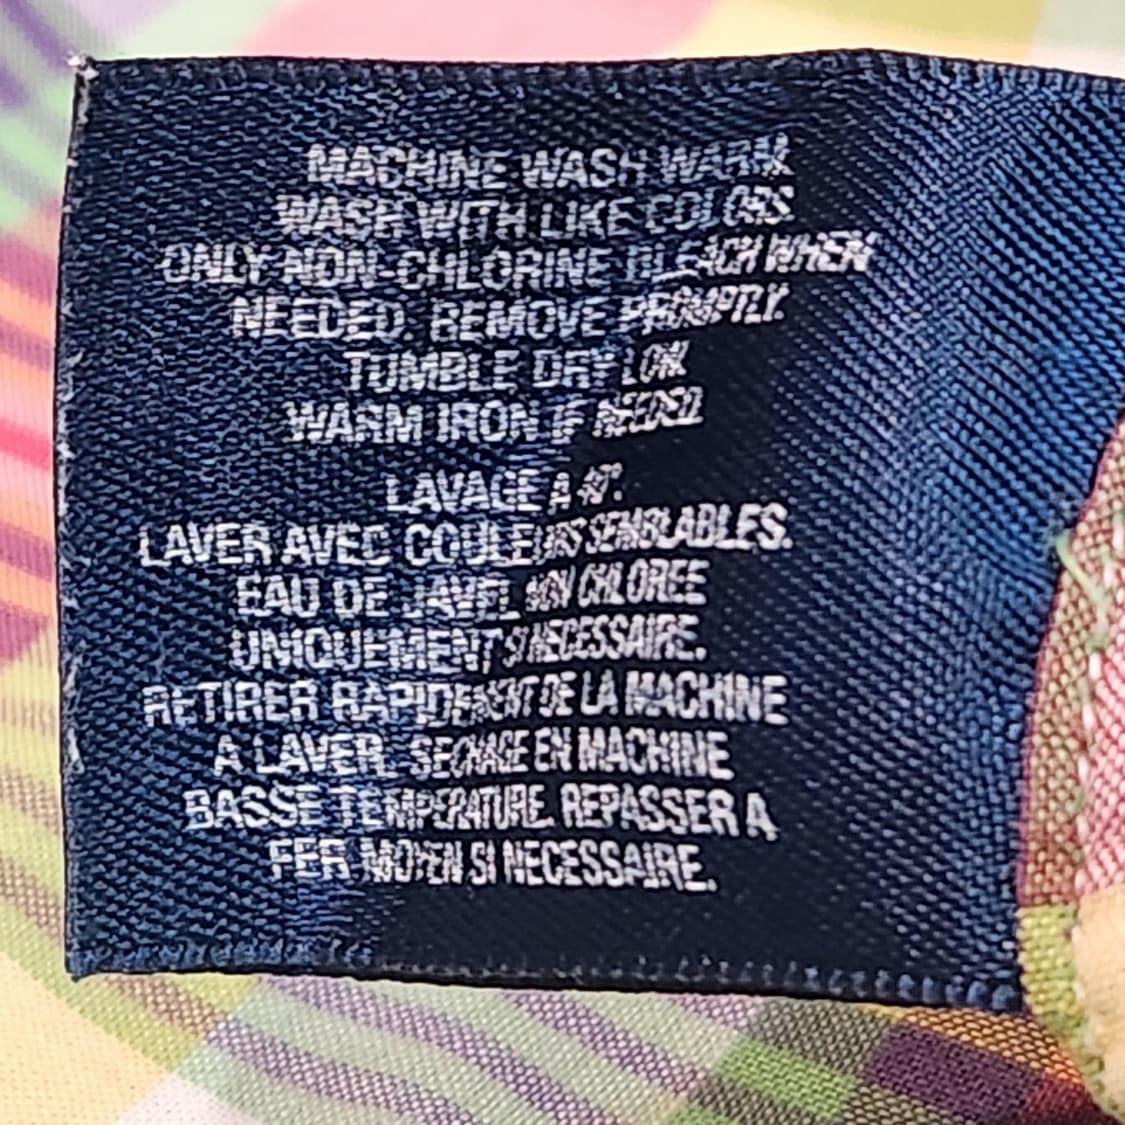 MACHINE WASH WARM.
WASH WITH LIKE COLORS.
ONLY NON-CHLORINE BLEACH WHEN
NEEDED. REMOVE PROMPTLY.
TUMBLE DRY LOW.
WARM IRON IF NEEDED.
LAVAGE A 40°.
LAVER AVEC COULEURS SEMBLABLES.
EAU DE JAVEL NON CHLOREE
UNIQUEMENT SI NECESSAIRE.
RETIRER RAPIDEMENT DE LA MACHINE
A LAVER. SECHAGE EN MACHINE
BASSE TEMPERATURE. REPASSER A
FER MOYEN SI NECESSAIRE.